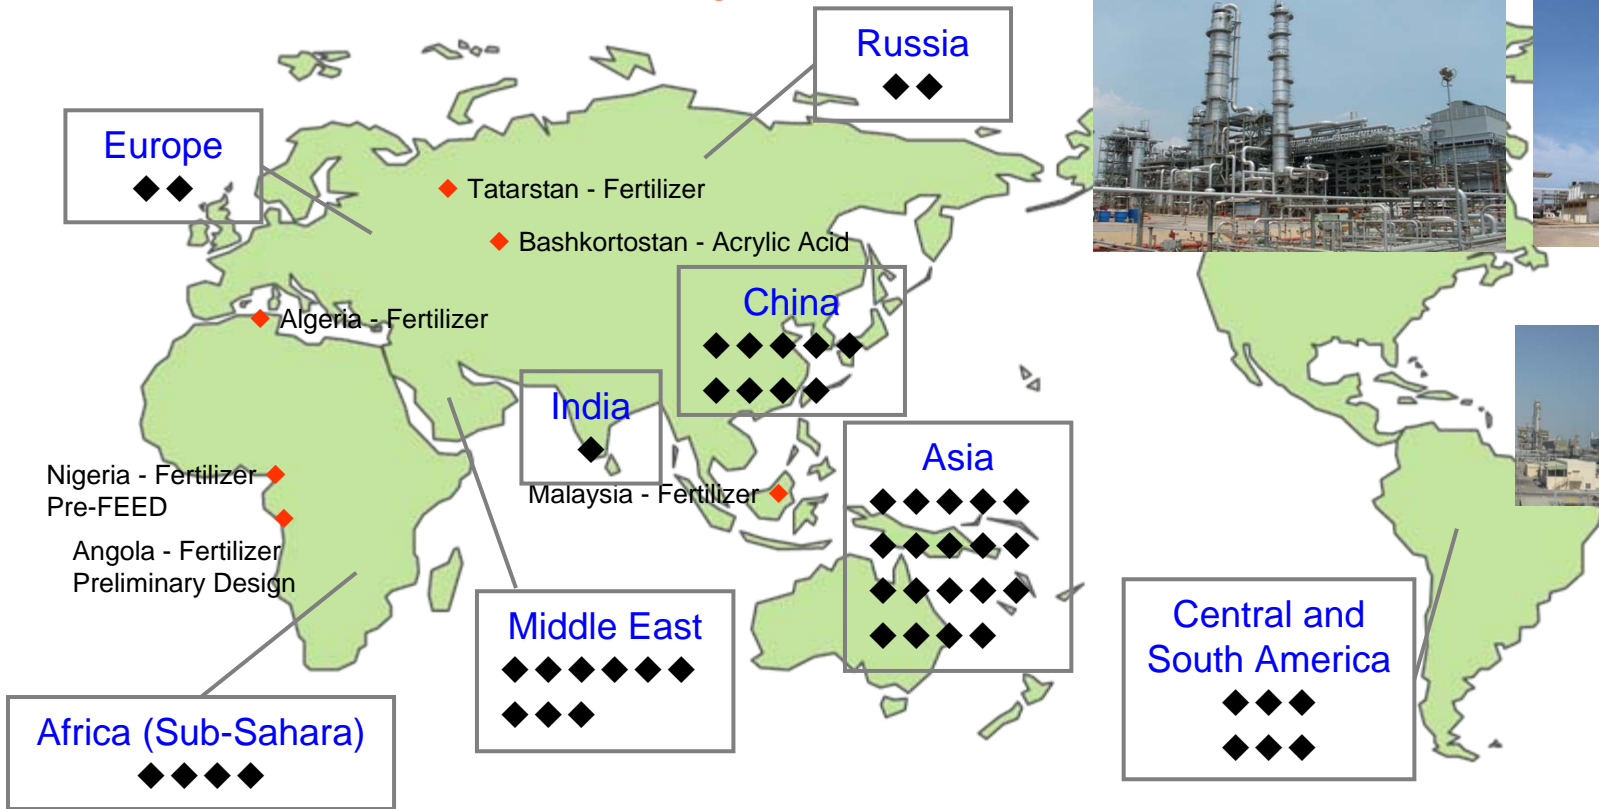 Russia
Europe
Tatarstan - Fertilizer
Bashkortostan - Acrylic Acid
China
Algeria - Fertilizer
India
Asia
Nigeria - Fertilizer
Pre-FEED
Malaysia - Fertilizer
Angola - Fertilizer
Preliminary Design
Middle East
Central and
South America
Africa (Sub-Sahara)